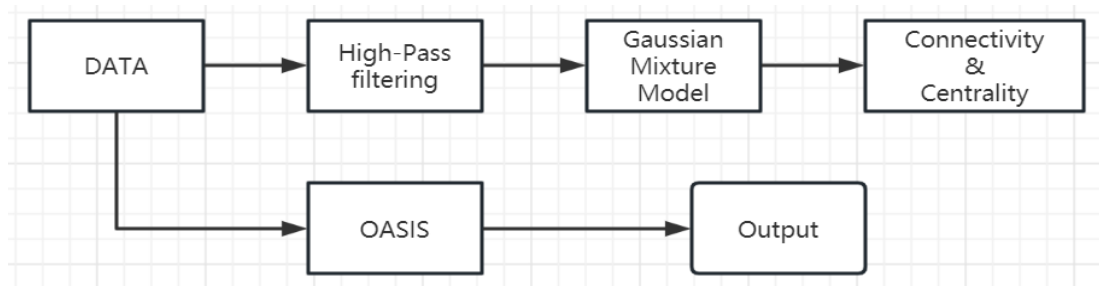 DATA
High-Pass
filtering
Gaussian
Mixture
Model
Connectivity
&
Centrality
OASIS
Output